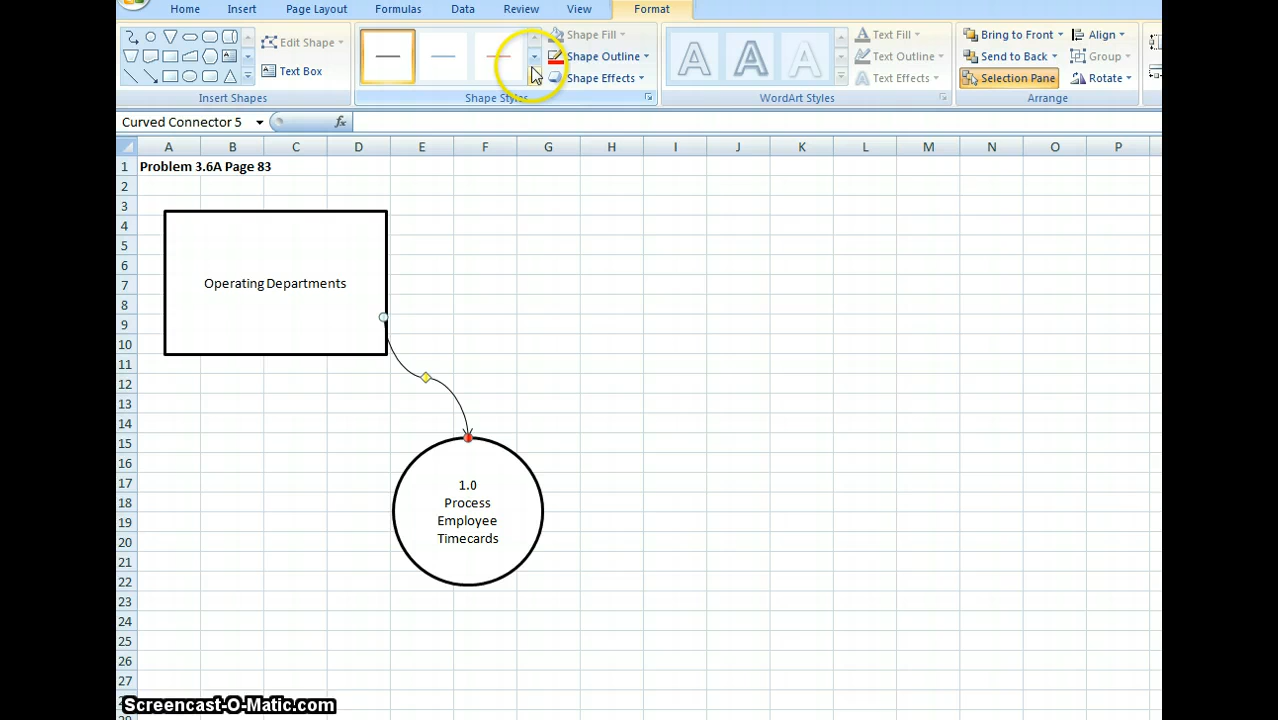 Home Insert Page Layout Formulas Data Review View Format
Edit Shape
Text Box
Insert Shapes
Shape Fill
Shape Outline
Shape Effects
Shape Styles
A A A
Text Fill
Text Outline
Text Effects
WordArt Styles
Bring to Front Align
Send to Back Group
Selection Pane Rotate
Arrange
Curved Connector 5 fx
A B C D E F G H I J K L M N O P
1 Problem 3.6A Page 83
2
3
4
5
6
7 Operating Departments
8
9
10
11
12
13
14
15
16
17 1.0
18 Process
19 Employee
20 Timecards
21
22
23
24
25
26
27
Screencast-O-Matic.com